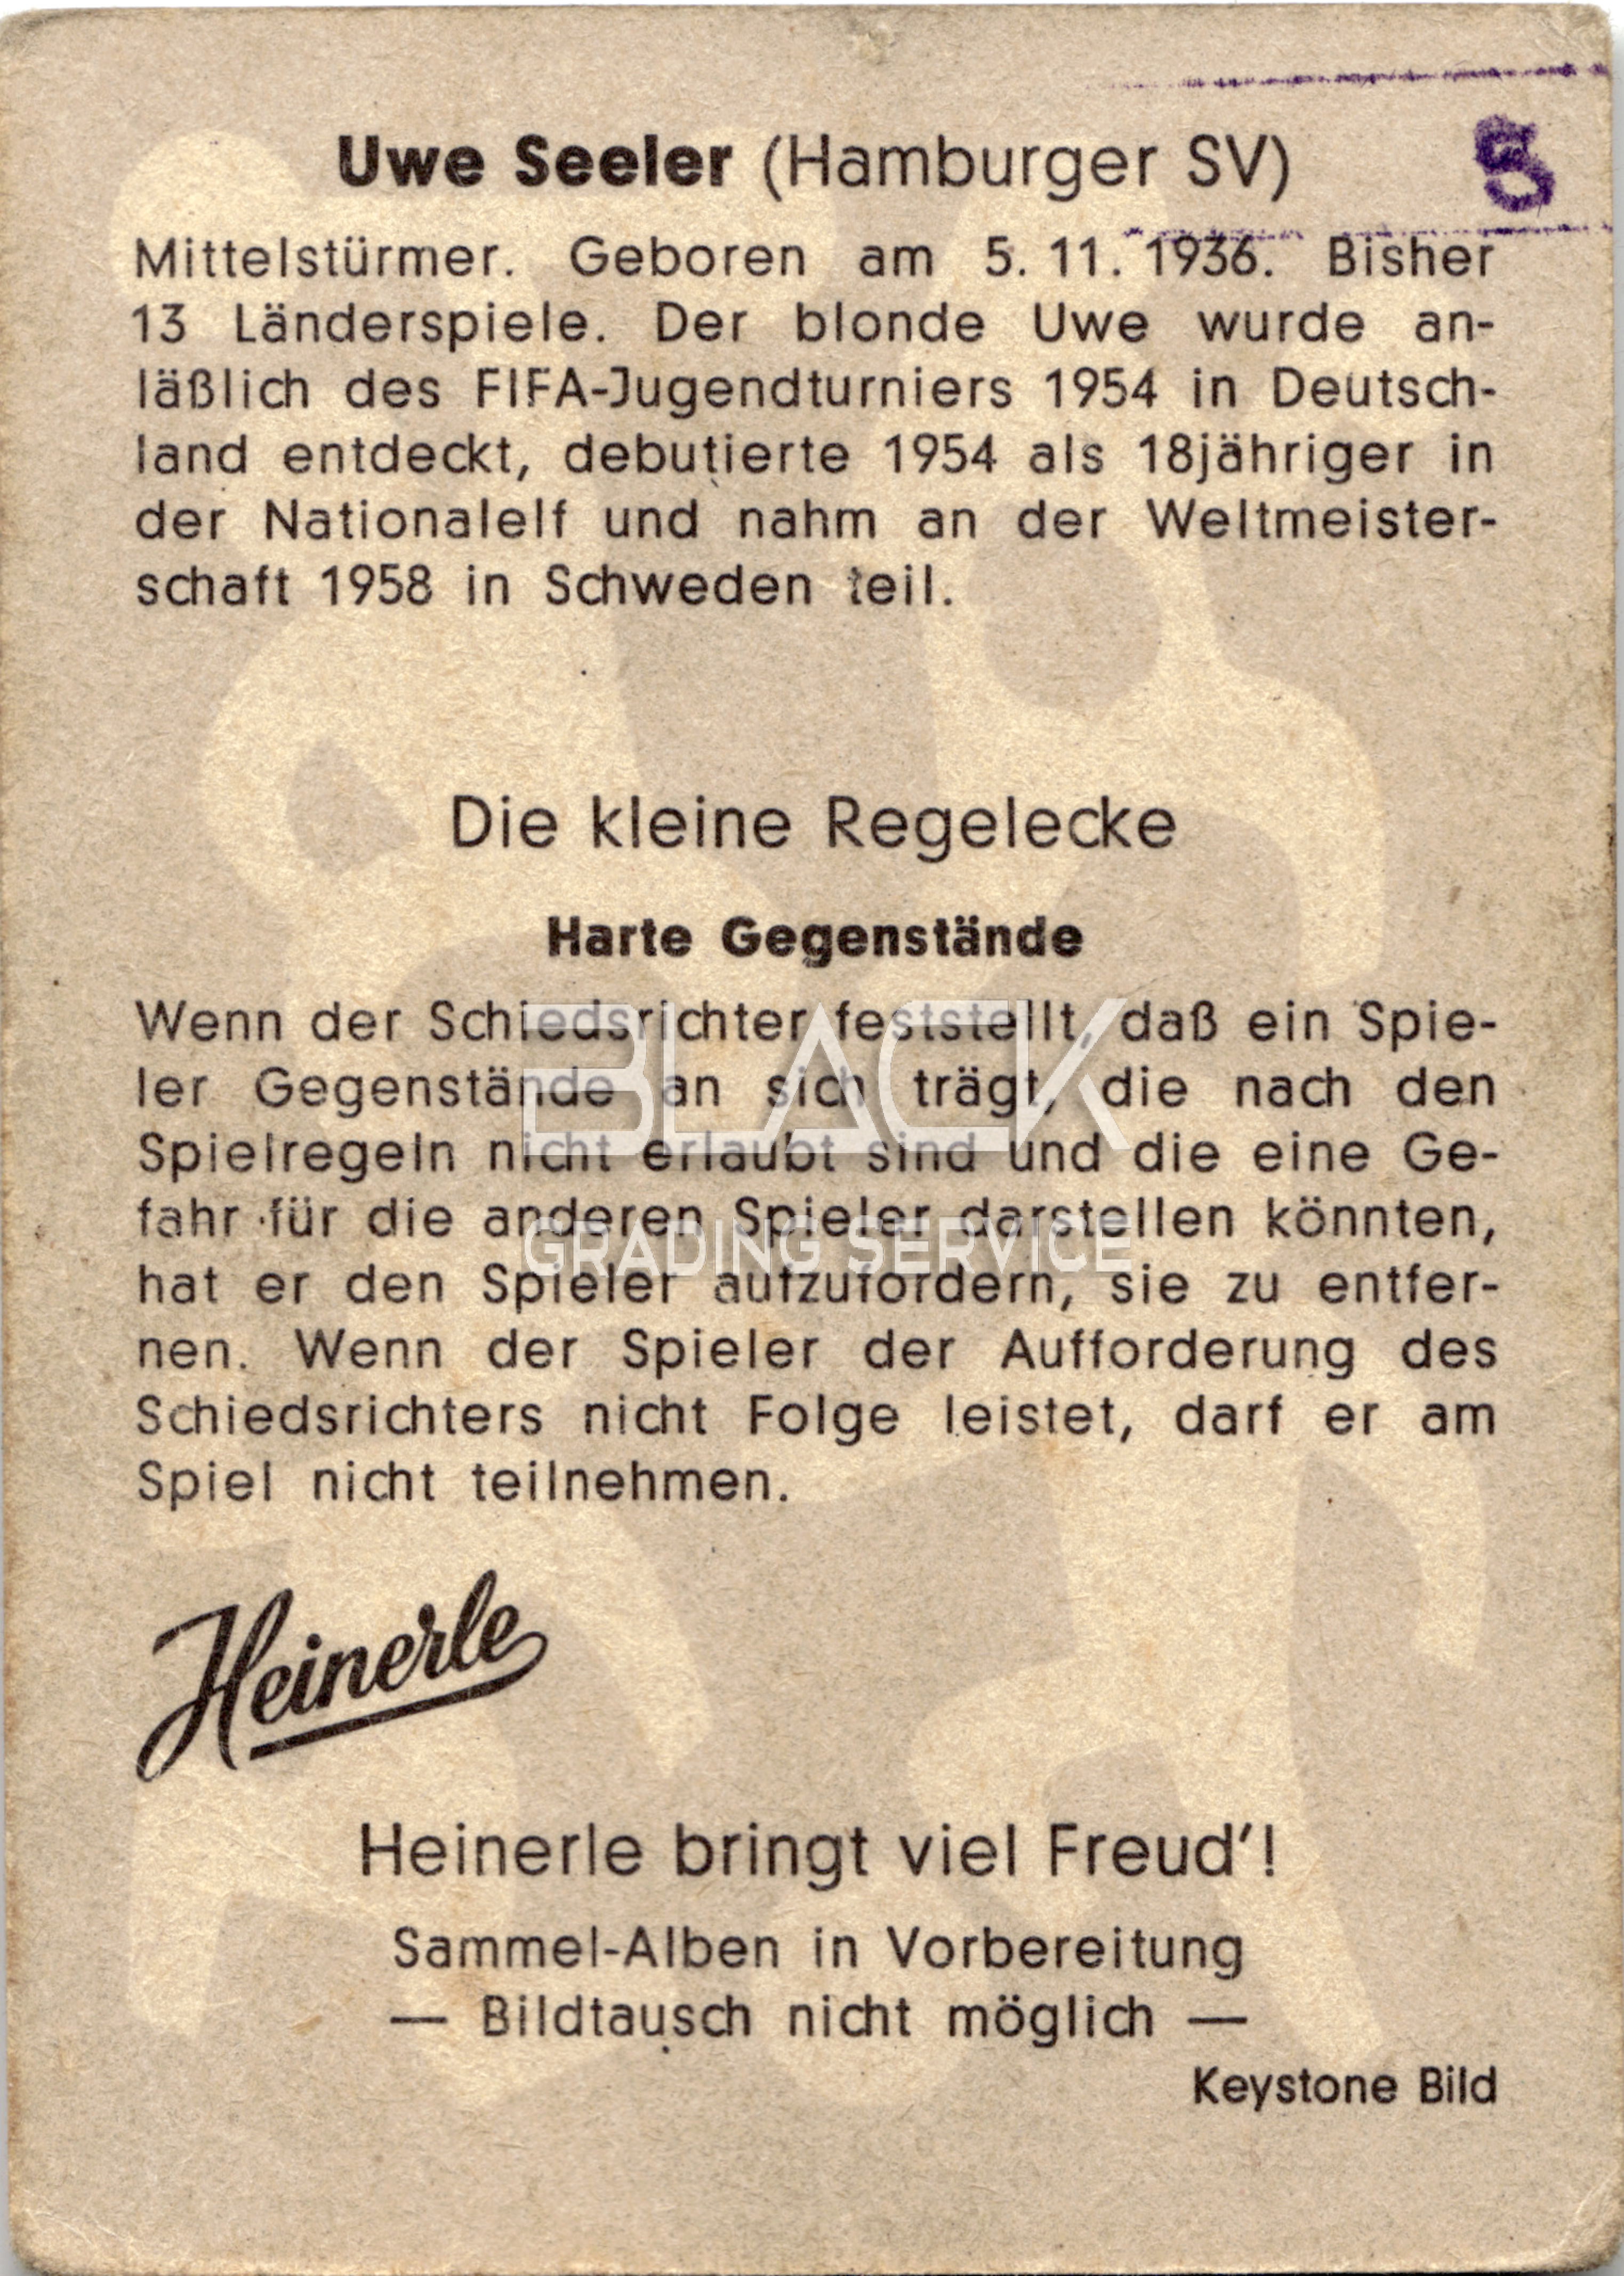 5
Uwe Seeler (Hamburger SV)
Mittelstürmer. Geboren am 5. 11. 1936. Bisher
13 Länderspiele. Der blonde Uwe wurde an-
läßlich des FIFA-Jugendturniers 1954 in Deutsch-
land entdeckt, debutierte 1954 als 18jähriger in
der Nationalelf und nahm an der Weltmeister-
schaft 1958 in Schweden teil.
Die kleine Regelecke
Harte Gegenstände
Wenn der Schiedsrichter feststellt, daß ein Spie-
ler Gegenstände an sich trägt, die nach den
Spielregeln nicht erlaubt sind und die eine Ge-
fahr für die anderen Spieler darstellen könnten,
hat er den Spieler aufzufordern, sie zu entfer-
nen. Wenn der Spieler der Aufforderung des
Schiedsrichters nicht Folge leistet, darf er am
Spiel nicht teilnehmen.
BLACK
GRADING SERVICE
Heinerle
Heinerle bringt viel Freud'!
Sammel-Alben in Vorbereitung
— Bildtausch nicht möglich —
Keystone Bild